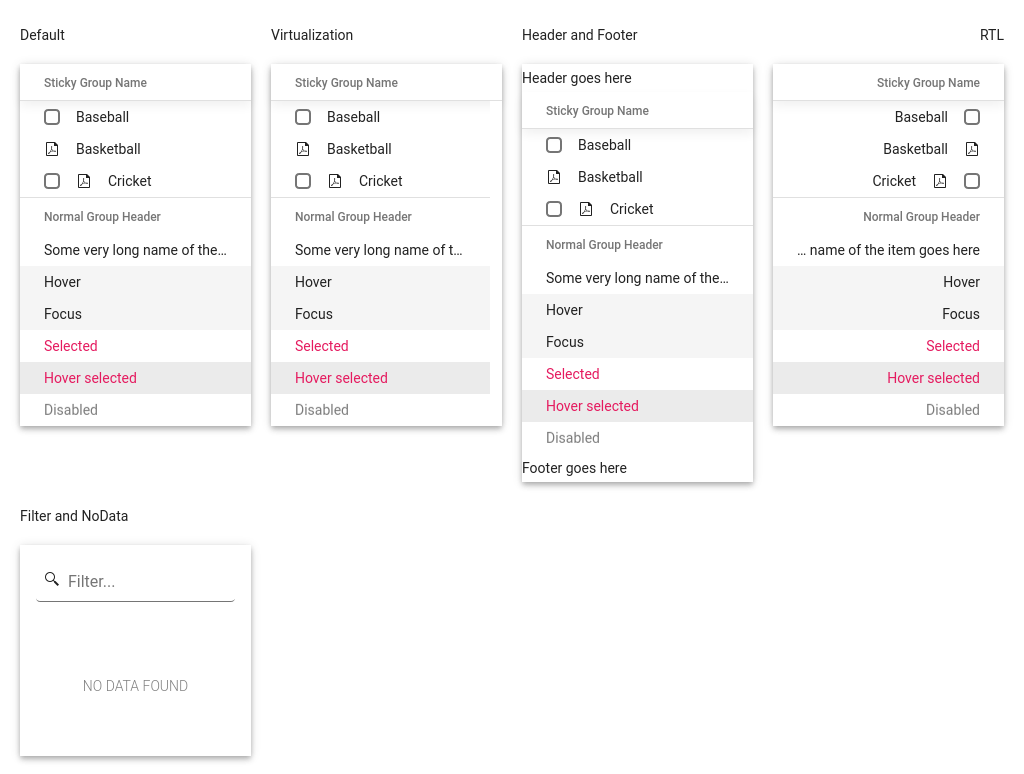 Default
Sticky Group Name
Baseball
Basketball
Cricket
Normal Group Header
Some very long name of the...
Hover
Focus
Selected
Hover selected
Disabled
Virtualization
Sticky Group Name
Baseball
Basketball
Cricket
Normal Group Header
Some very long name of t...
Hover
Focus
Selected
Hover selected
Disabled
Header and Footer
Header goes here
Sticky Group Name
Baseball
Basketball
Cricket
Normal Group Header
Some very long name of the...
Hover
Focus
Selected
Hover selected
Disabled
Footer goes here
RTL
Sticky Group Name
Baseball
Basketball
Cricket
Normal Group Header
... name of the item goes here
Hover
Focus
Selected
Hover selected
Disabled
Filter and NoData
Filter...
NO DATA FOUND